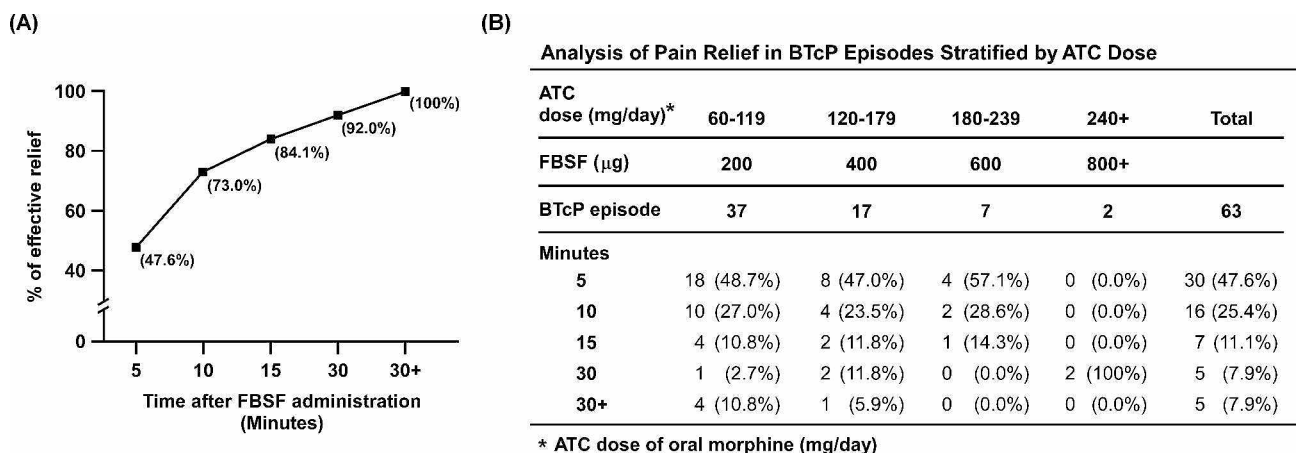 (A)
100
80
60
40
0
% of effective relief
(47.6%)
(73.0%)
(84.1%)
(92.0%)
(100%)
5 10 15 30 30+
Time after FBSF administration
(Minutes)
(B)
Analysis of Pain Relief in BTcP Episodes Stratified by ATC Dose
ATC
dose (mg/day)* 60-119 120-179 180-239 240+ Total
FBSF (μg) 200 400 600 800+
BTcP episode 37 17 7 2 63
Minutes
5 18 (48.7%) 8 (47.0%) 4 (57.1%) 0 (0.0%) 30 (47.6%)
10 10 (27.0%) 4 (23.5%) 2 (28.6%) 0 (0.0%) 16 (25.4%)
15 4 (10.8%) 2 (11.8%) 1 (14.3%) 0 (0.0%) 7 (11.1%)
30 1 (2.7%) 2 (11.8%) 0 (0.0%) 2 (100%) 5 (7.9%)
30+ 4 (10.8%) 1 (5.9%) 0 (0.0%) 0 (0.0%) 5 (7.9%)
* ATC dose of oral morphine (mg/day)